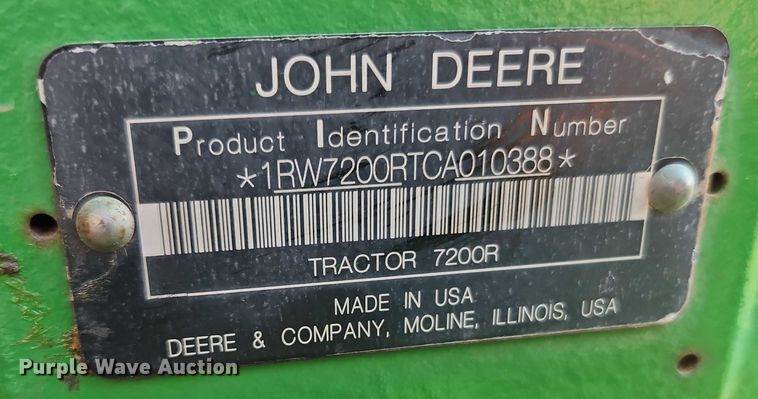 JOHN DEERE
Product Identification Number
*1RW7200RTCA010388*
TRACTOR 7200R
MADE IN USA
DEERE & COMPANY, MOLINE, ILLINOIS, USA
Purple Wave Auction